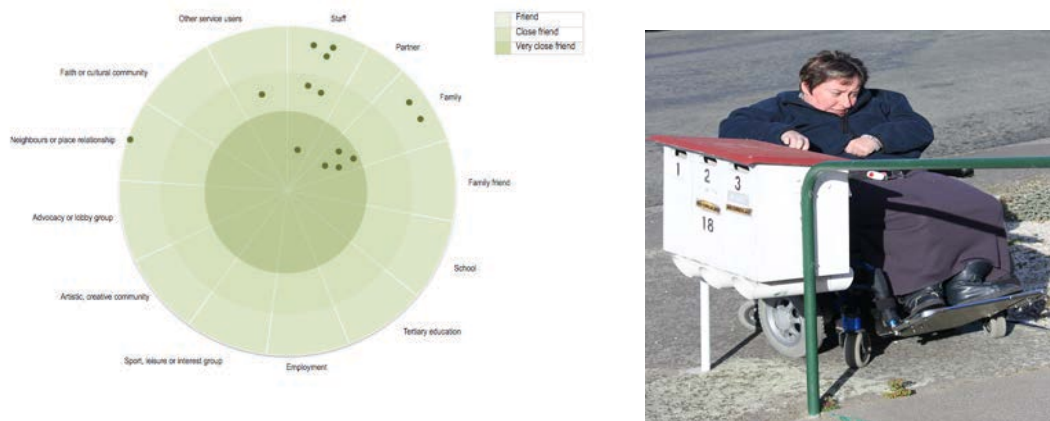 Other service users
Staff
Partner
Faith or cultural community
Family
Neighbours or place relationship
Family friend
Advocacy or lobby group
School
Artistic, creative community
Tertiary education
Sport, leisure or interest group
Employment
Friend
Close friend
Very close friend
1
2
3
18